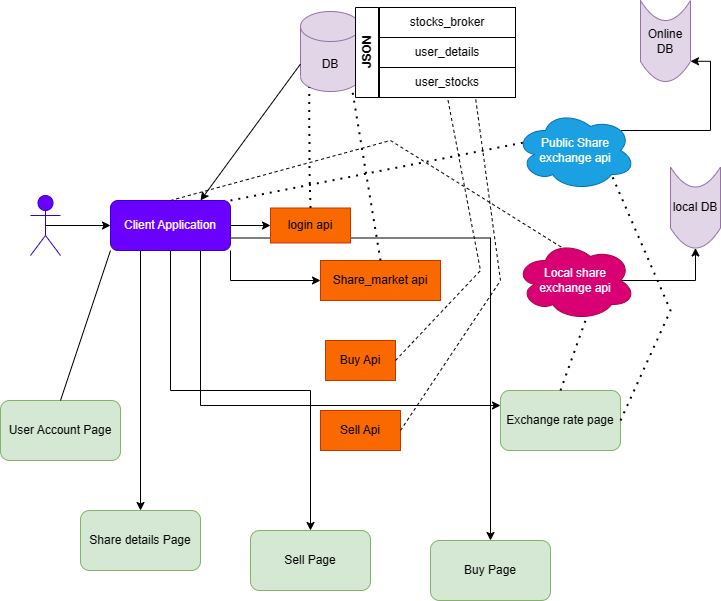 stocks_broker
user_details
user_stocks
JSON
DB
Online
DB
Public Share
exchange api
local DB
Client Application
login api
Share_market api
Local share
exchange api
Buy Api
Sell Api
User Account Page
Exchange rate page
Share details Page
Sell Page
Buy Page